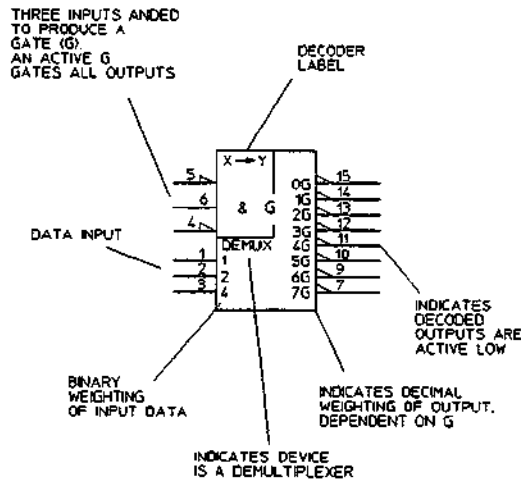 THREE INPUTS ANDED
TO PRODUCE A
GATE (G).
AN ACTIVE G
GATES ALL OUTPUTS
DECODER
LABEL
X → Y
5
6
4
& G
DATA INPUT
DEMUX
1 1
2 2
3 4
0G 15
1G 14
2G 13
3G 12
4G 11
5G 10
6G 9
7G 7
INDICATES
DECODED
OUTPUTS ARE
ACTIVE LOW
BINARY
WEIGHTING
OF INPUT DATA
INDICATES DECIMAL
WEIGHTING OF OUTPUT,
DEPENDENT ON G
INDICATES DEVICE
IS A DEMULTIPLEXER